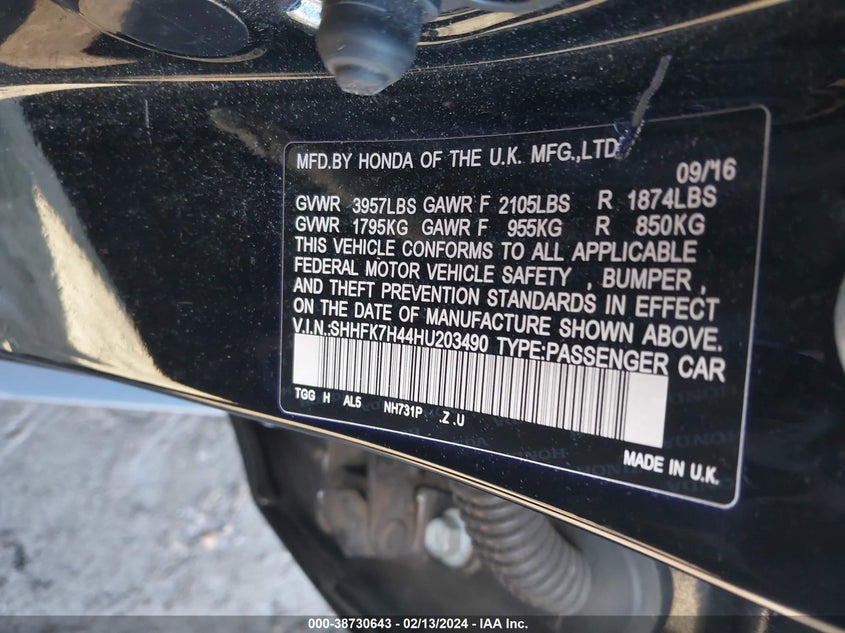 MFD.BY HONDA OF THE U.K. MFG.,LTD
09/'16
GVWR 3957LBS GAWR F 2105LBS R 1874LBS
GVWR 1795KG GAWR F 955KG R 850KG
THIS VEHICLE CONFORMS TO ALL APPLICABLE
FEDERAL MOTOR VEHICLE SAFETY , BUMPER ,
AND THEFT PREVENTION STANDARDS IN EFFECT
ON THE DATE OF MANUFACTURE SHOWN ABOVE.
V.I.N.:SHHFK7H44HU203490 TYPE:PASSENGER CAR
TGG H AL5 NH731P .Z .U
MADE IN U.K.
000-38730643 - 02/13/2024 - IAA Inc.